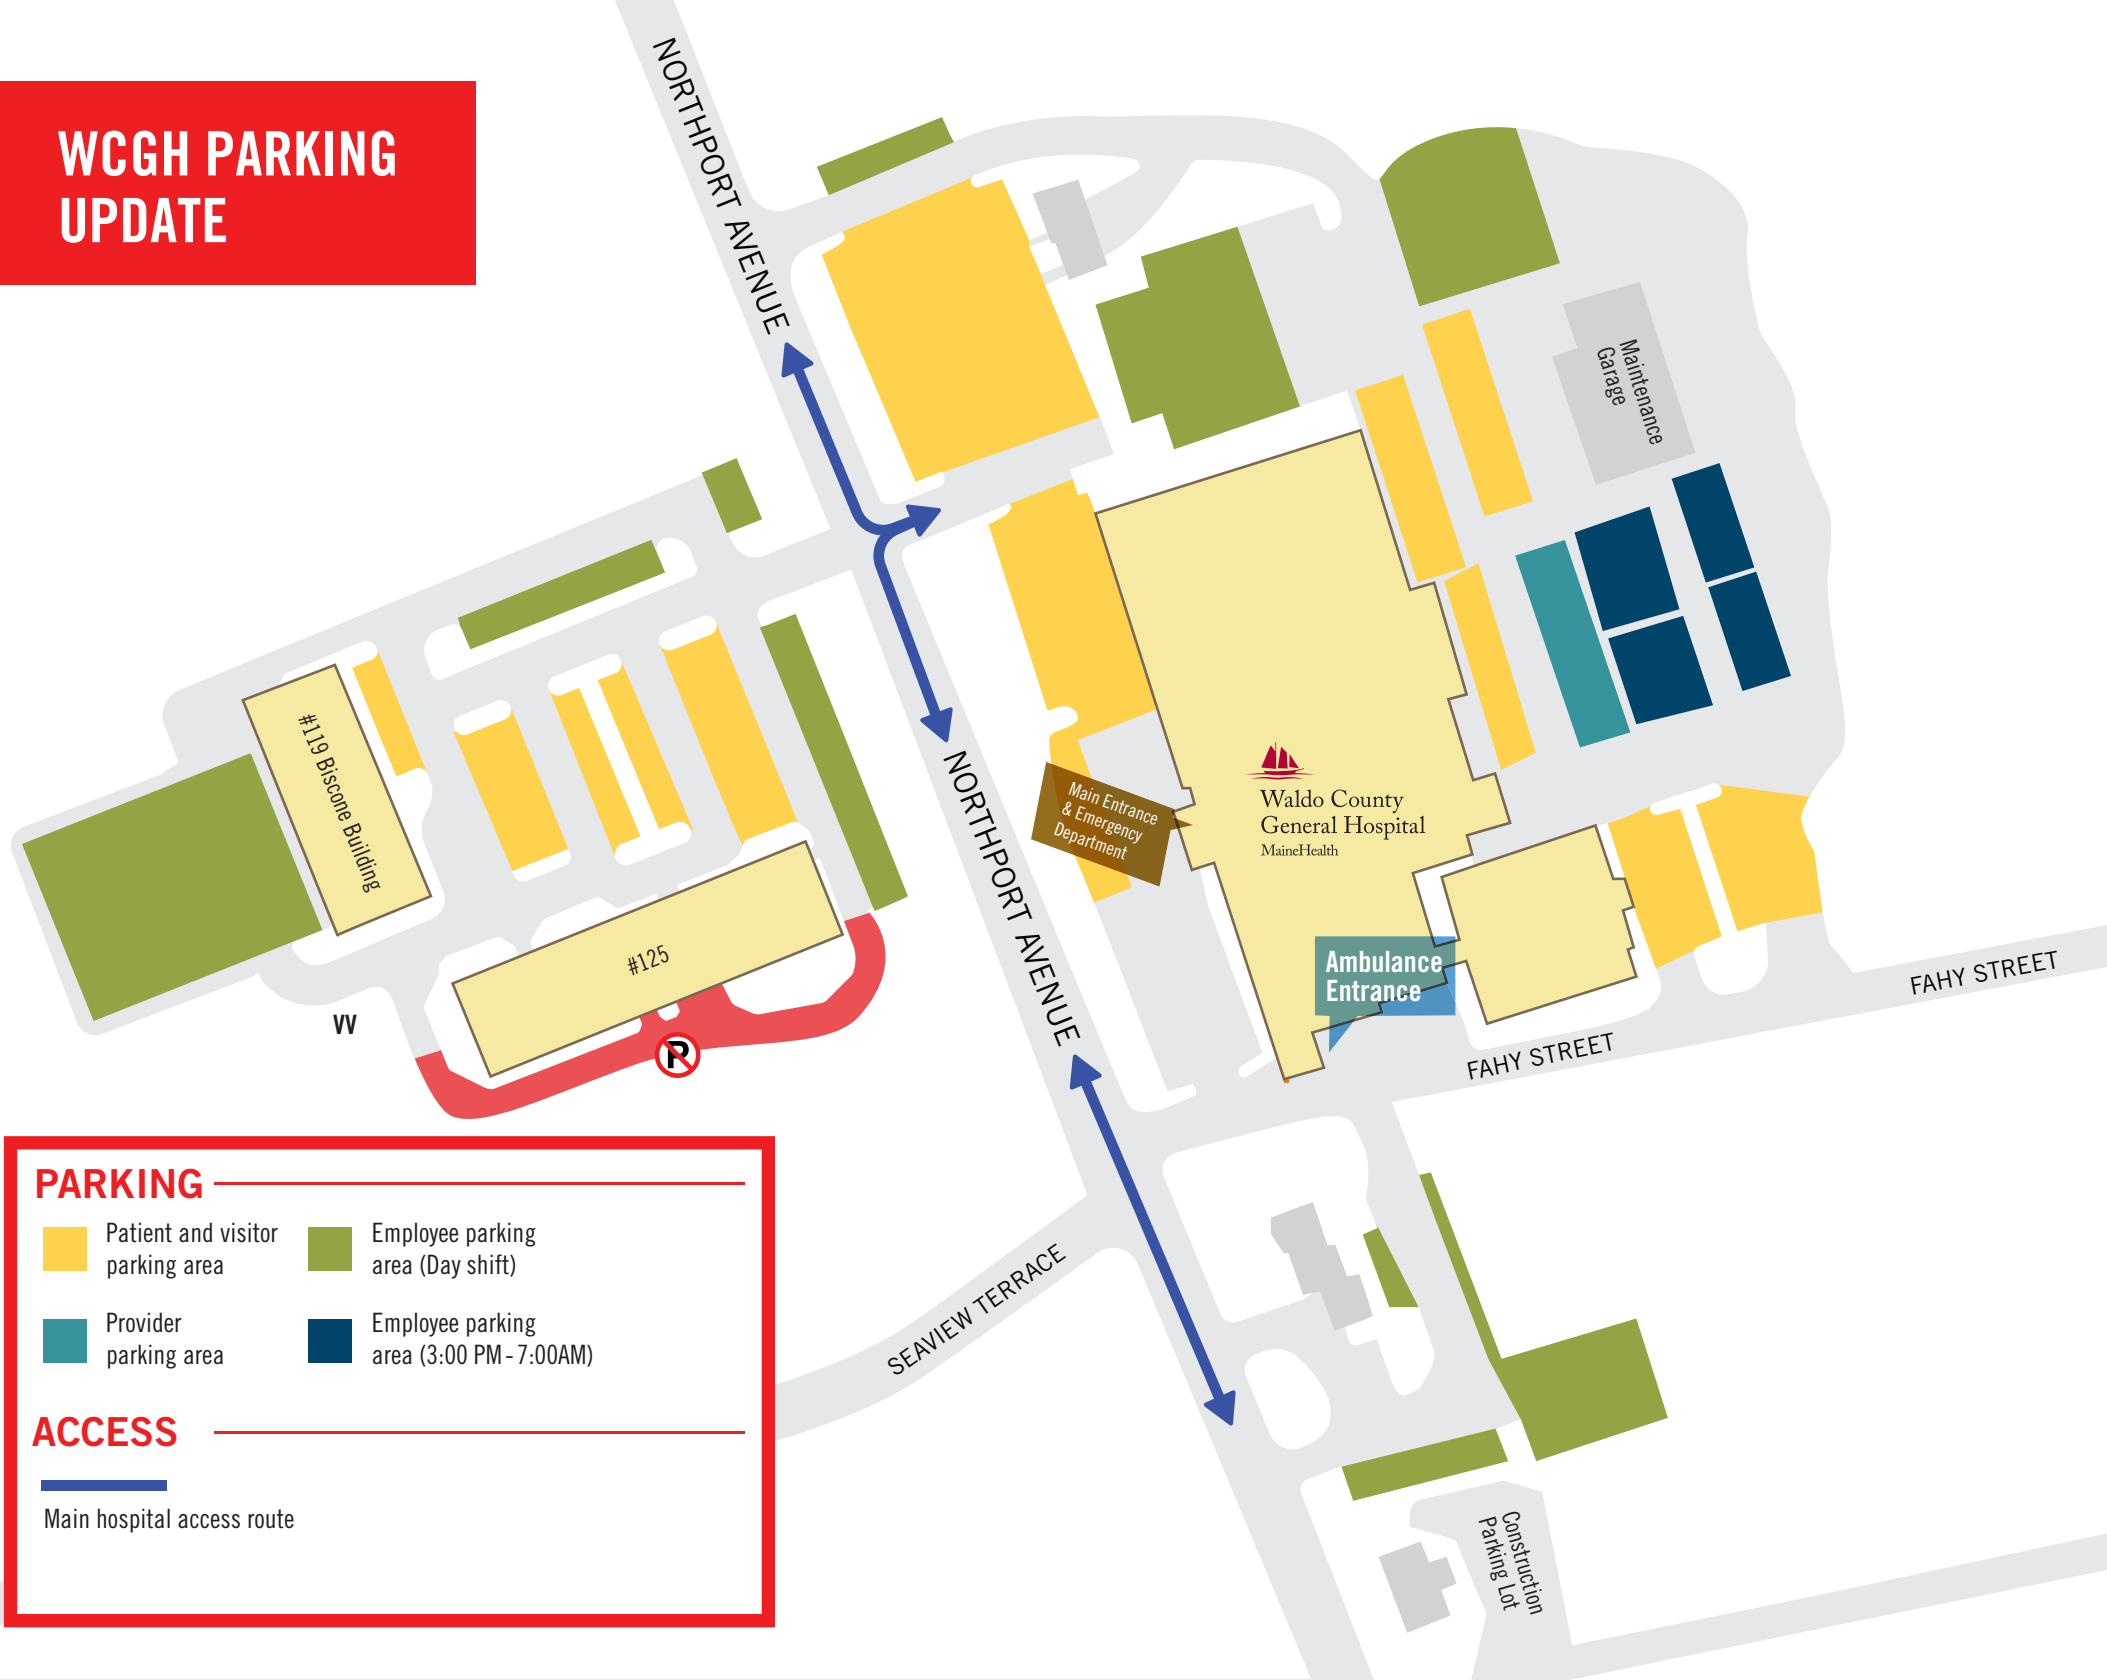 WCGH PARKING
UPDATE
NORTHPORT AVENUE
Maintenance
Garage
#119 Biscone Building
Main Entrance
& Emergency
Department
Waldo County
General Hospital
MaineHealth
NORTHPORT AVENUE
#125
Ambulance
Entrance
FAHY STREET
FAHY STREET
VV
P
SEAVIEW TERRACE
Construction
Parking Lot
PARKING
Patient and visitor
parking area
Employee parking
area (Day shift)
Provider
parking area
Employee parking
area (3:00 PM-7:00AM)
ACCESS
Main hospital access route